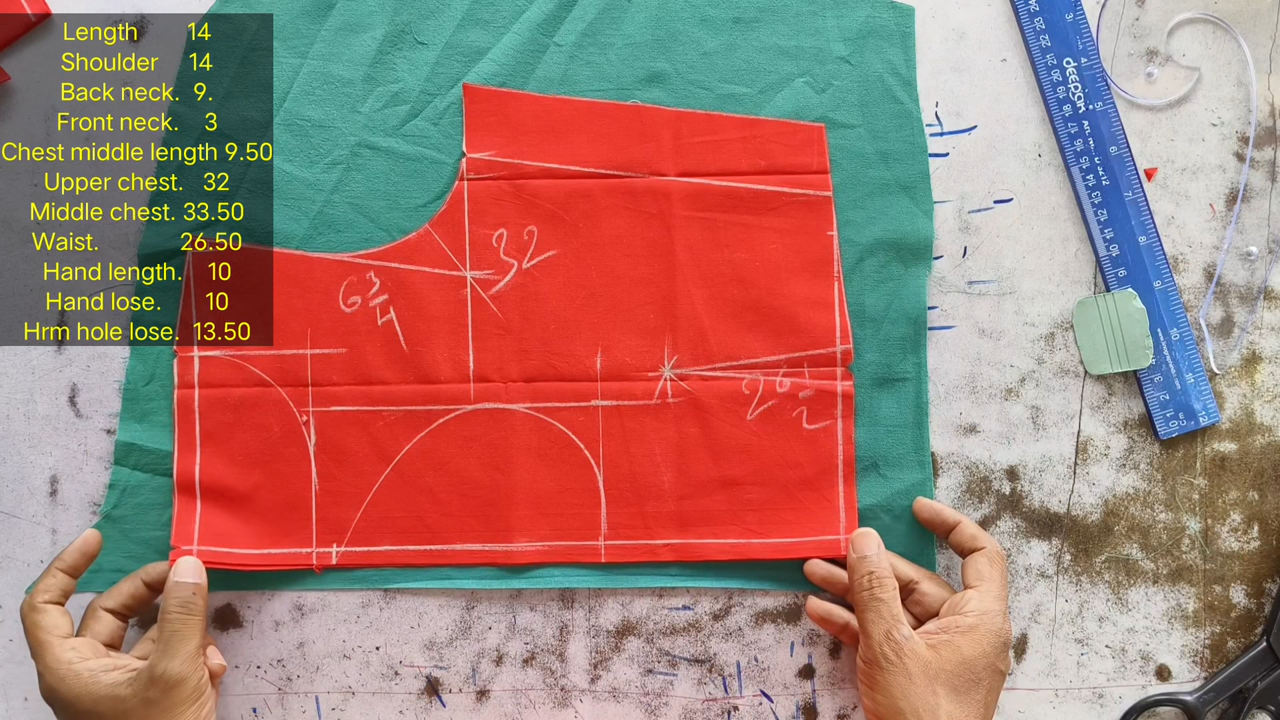 Length 14
Shoulder 14
Back neck. 9.
Front neck. 3
Chest middle length 9.50
Upper chest. 32
Middle chest. 33.50
Waist. 26.50
Hand length. 10
Hand lose. 10
Hrm hole lose. 13.50
32
6 3/4
26 1/2
deepak